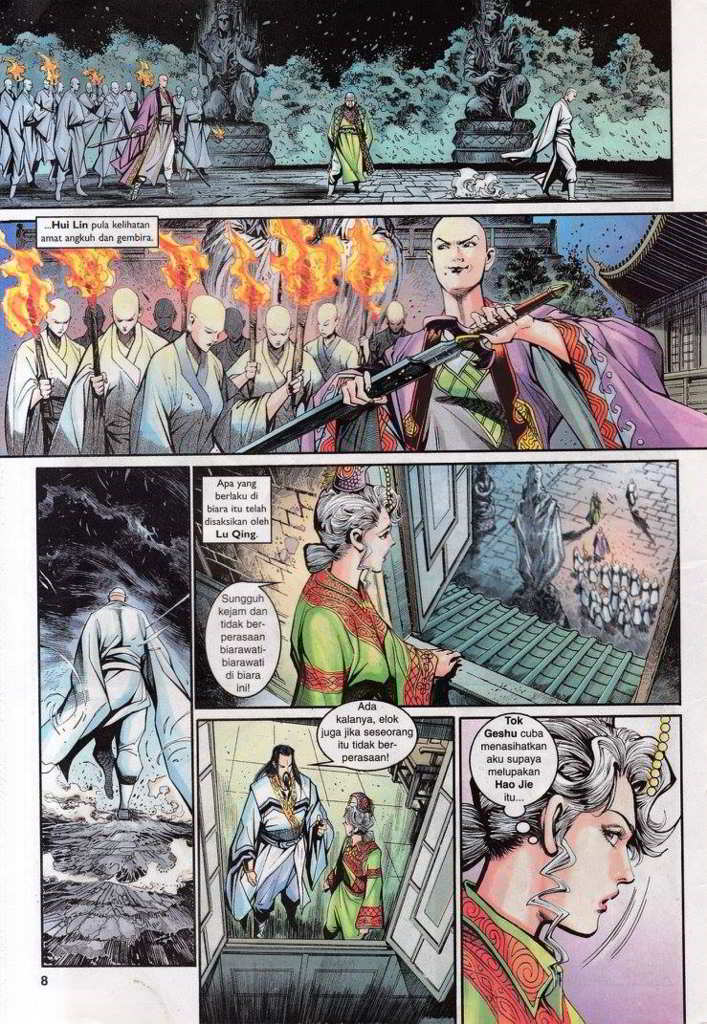 ...Hui Lin pula kelihatan
amat angkuh dan gembira.
Apa yang
berlaku di
biara itu telah
disaksikan oleh
Lu Qing.
Sungguh
kejam dan
tidak ber-
perasaan
biarawati-
biarawati
di biara
ini!
Ada
kalanya, elok
juga jika seseorang
itu tidak ber-
perasaan!
Tok
Geshu cuba
menasihatkan
aku supaya
melupakan
Hao Jie
itu...
8